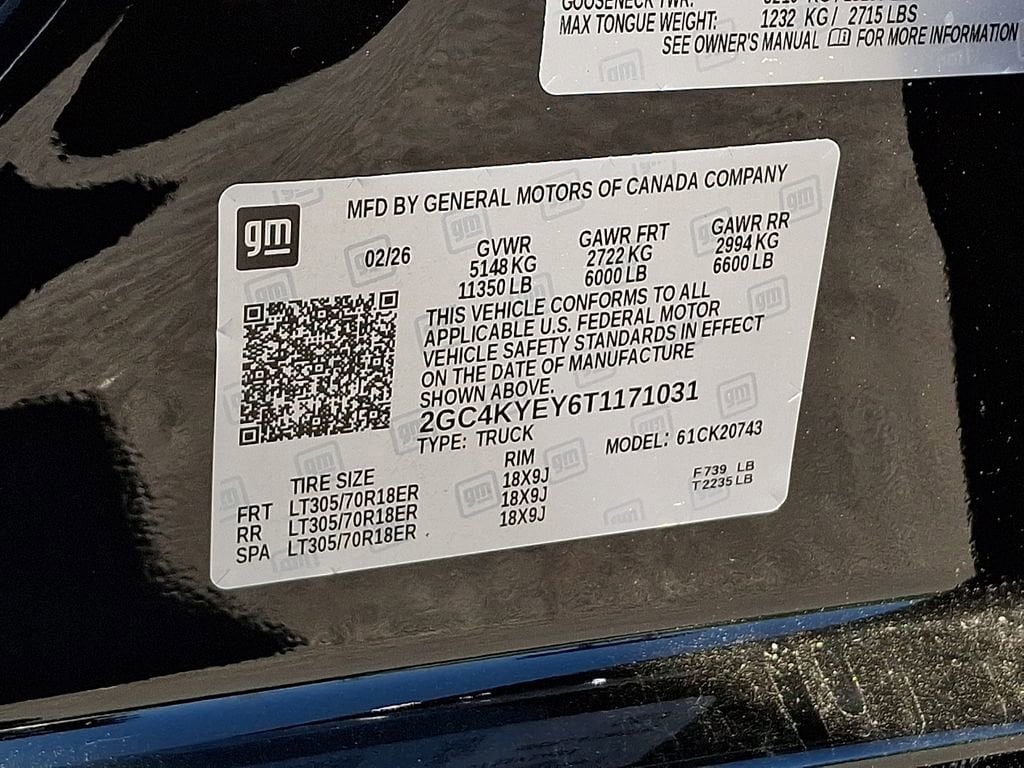 MAX TONGUE WEIGHT: 1232 KG / 2715 LBS
SEE OWNER'S MANUAL FOR MORE INFORMATION
MFD BY GENERAL MOTORS OF CANADA COMPANY
gm
02/26
GVWR
5148 KG
11350 LB
GAWR FRT
2722 KG
6000 LB
GAWR RR
2994 KG
6600 LB
THIS VEHICLE CONFORMS TO ALL
APPLICABLE U.S. FEDERAL MOTOR
VEHICLE SAFETY STANDARDS IN EFFECT
ON THE DATE OF MANUFACTURE
SHOWN ABOVE.
2GC4KYEY6T1171031
TYPE: TRUCK
MODEL: 61CK20743
TIRE SIZE RIM
FRT LT305/70R18ER 18X9J
RR LT305/70R18ER 18X9J
SPA LT305/70R18ER 18X9J
F 739 LB
T 2235 LB